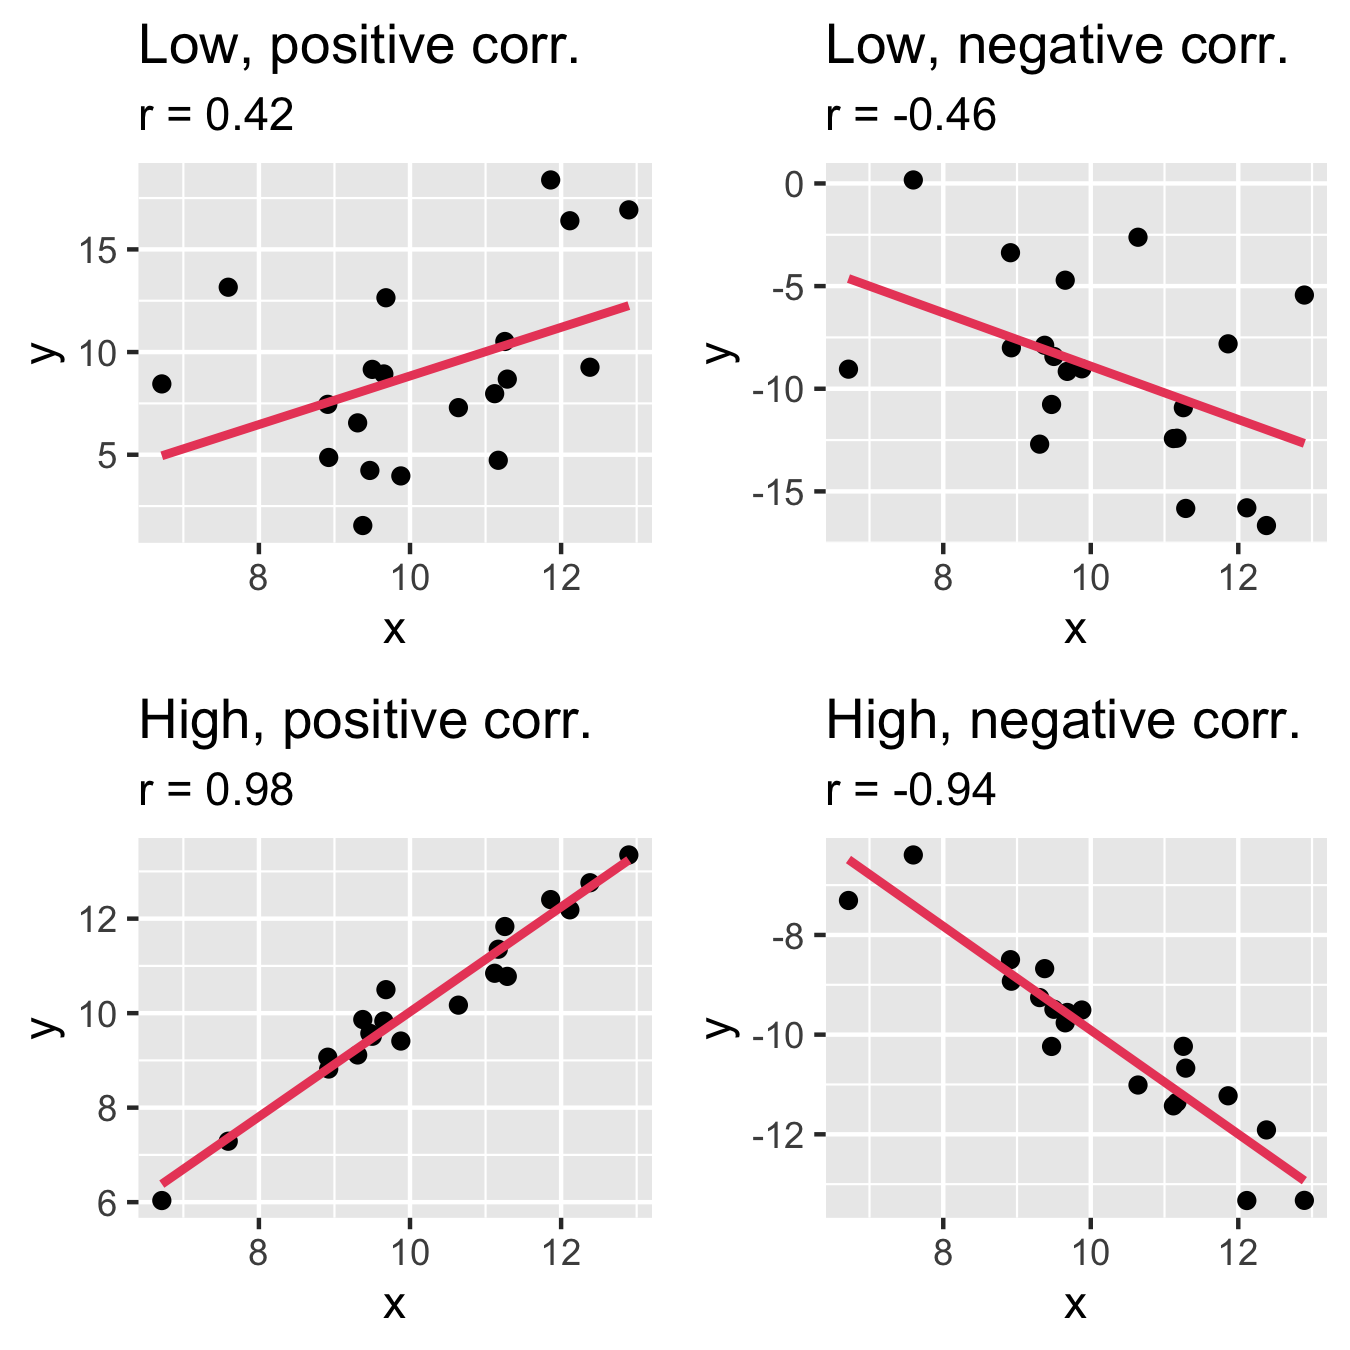 Low, positive corr.
r = 0.42
15
10
5
y
8 10 12
x
Low, negative corr.
r = -0.46
0
-5
-10
-15
y
8 10 12
x
High, positive corr.
r = 0.98
12
10
8
6
y
8 10 12
x
High, negative corr.
r = -0.94
-8
-10
-12
y
8 10 12
x